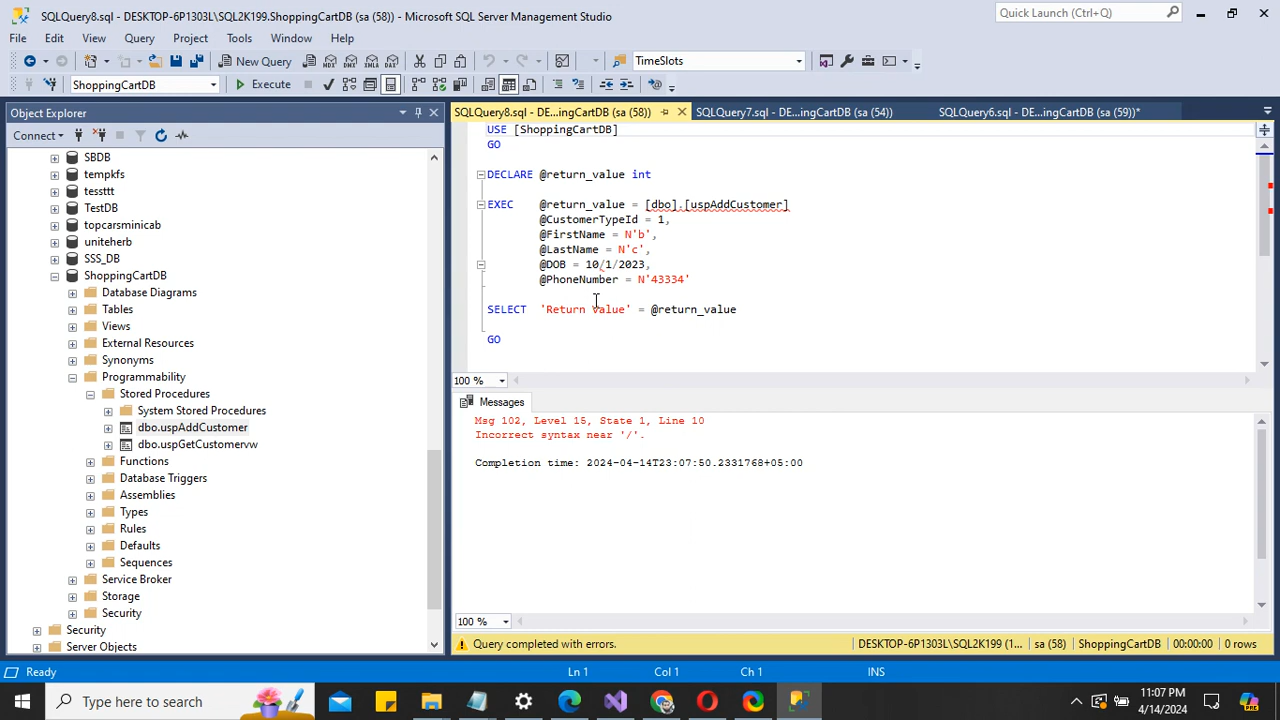 SQLQuery8.sql - DESKTOP-6P1303L\SQL2K199.ShoppingCartDB (sa (58)) - Microsoft SQL Server Management Studio
Quick Launch (Ctrl+Q)
File Edit View Query Project Tools Window Help
New Query
MDX DMX XMLA DAX
TimeSlots
ShoppingCartDB
Execute
Object Explorer
Connect
SBDB
tempkfs
tessttt
TestDB
topcarsminicab
uniteherb
SSS_DB
ShoppingCartDB
Database Diagrams
Tables
Views
External Resources
Synonyms
Programmability
Stored Procedures
System Stored Procedures
dbo.uspAddCustomer
dbo.uspGetCustomervw
Functions
Database Triggers
Assemblies
Types
Rules
Defaults
Sequences
Service Broker
Storage
Security
Security
Server Objects
SQLQuery8.sql - DE...ingCartDB (sa (58))
SQLQuery7.sql - DE...ingCartDB (sa (54))
SQLQuery6.sql - DE...ingCartDB (sa (59))*
USE [ShoppingCartDB]
GO
DECLARE @return_value int
EXEC @return_value = [dbo].[uspAddCustomer]
@CustomerTypeId = 1,
@FirstName = N'b',
@LastName = N'c',
@DOB = 10/1/2023,
@PhoneNumber = N'43334'
SELECT 'Return Value' = @return_value
GO
100 %
Messages
Msg 102, Level 15, State 1, Line 10
Incorrect syntax near '/'.
Completion time: 2024-04-14T23:07:50.2331768+05:00
100 %
Query completed with errors.
DESKTOP-6P1303L\SQL2K199 (1...
sa (58)
ShoppingCartDB
00:00:00
0 rows
Ready
Ln 1
Col 1
Ch 1
INS
Type here to search
11:07 PM
4/14/2024
PRE